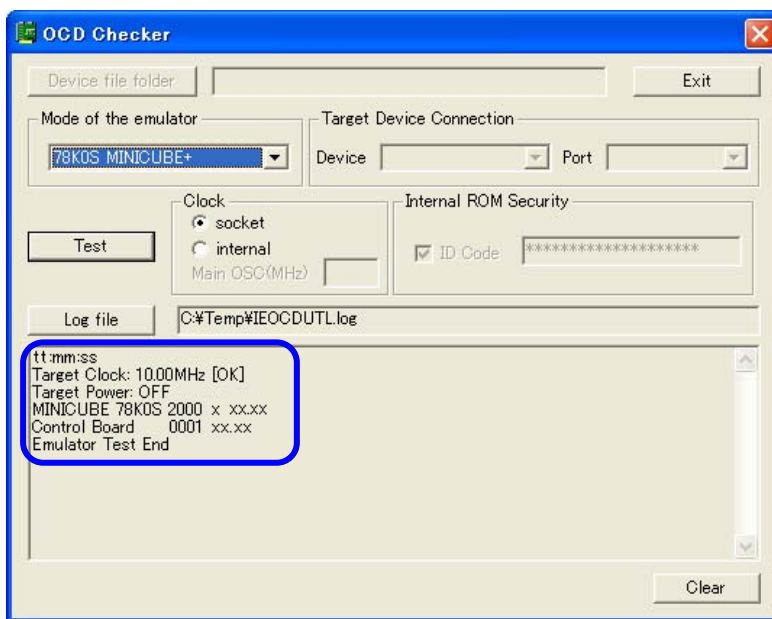 OCD Checker
Device file folder
Exit
Mode of the emulator
78K0S MINICUBE+
Target Device Connection
Device
Port
Test
Clock
socket
internal
Main OSC(MHz)
Internal ROM Security
ID Code
********************
Log file
C:¥Temp¥IEOCDUTL.log
tt:mm:ss
Target Clock: 10.00MHz [OK]
Target Power: OFF
MINICUBE 78K0S 2000 x xx.xx
Control Board 0001 xx.xx
Emulator Test End
Clear